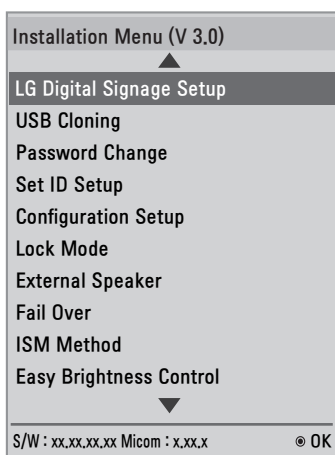 Installation Menu (V 3.0)
LG Digital Signage Setup
USB Cloning
Password Change
Set ID Setup
Configuration Setup
Lock Mode
External Speaker
Fail Over
ISM Method
Easy Brightness Control
S/W : xx.xx.xx.xx Micom : x.xx.x ◉ OK